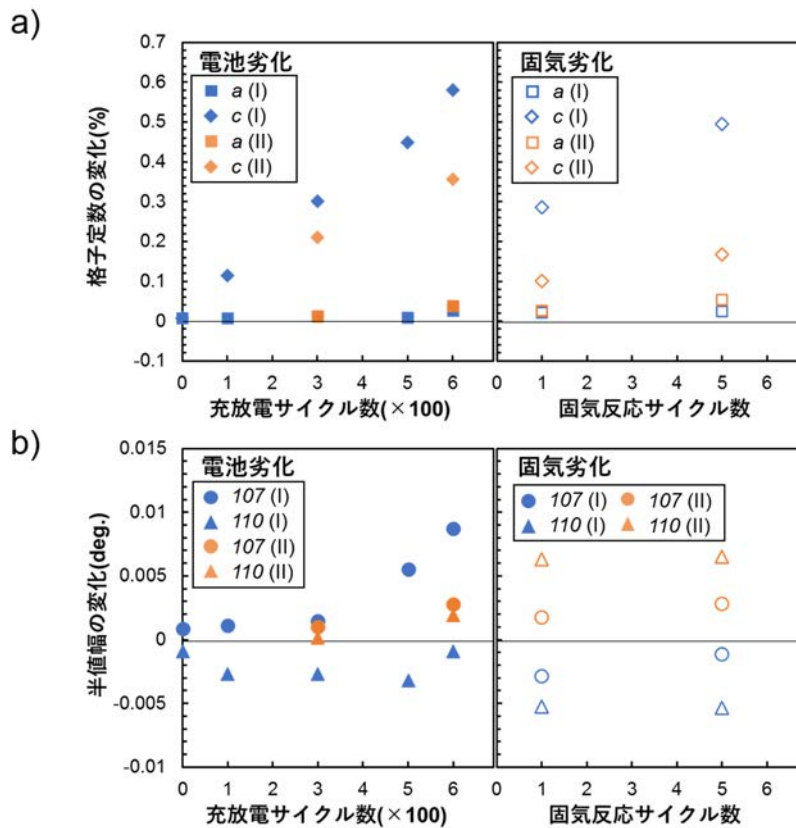 a)
格子定数の変化(%)
0.7
0.6
0.5
0.4
0.3
0.2
0.1
0
-0.1
電池劣化
a (I)
c (I)
a (II)
c (II)
0 1 2 3 4 5 6
充放電サイクル数(×100)
固気劣化
a (I)
c (I)
a (II)
c (II)
0 1 2 3 4 5 6
固気反応サイクル数
b)
半値幅の変化(deg.)
0.015
0.01
0.005
0
-0.005
-0.01
電池劣化
107 (I)
110 (I)
107 (II)
110 (II)
0 1 2 3 4 5 6
充放電サイクル数(×100)
固気劣化
107 (I) 107 (II)
110 (I) 110 (II)
0 1 2 3 4 5 6
固気反応サイクル数